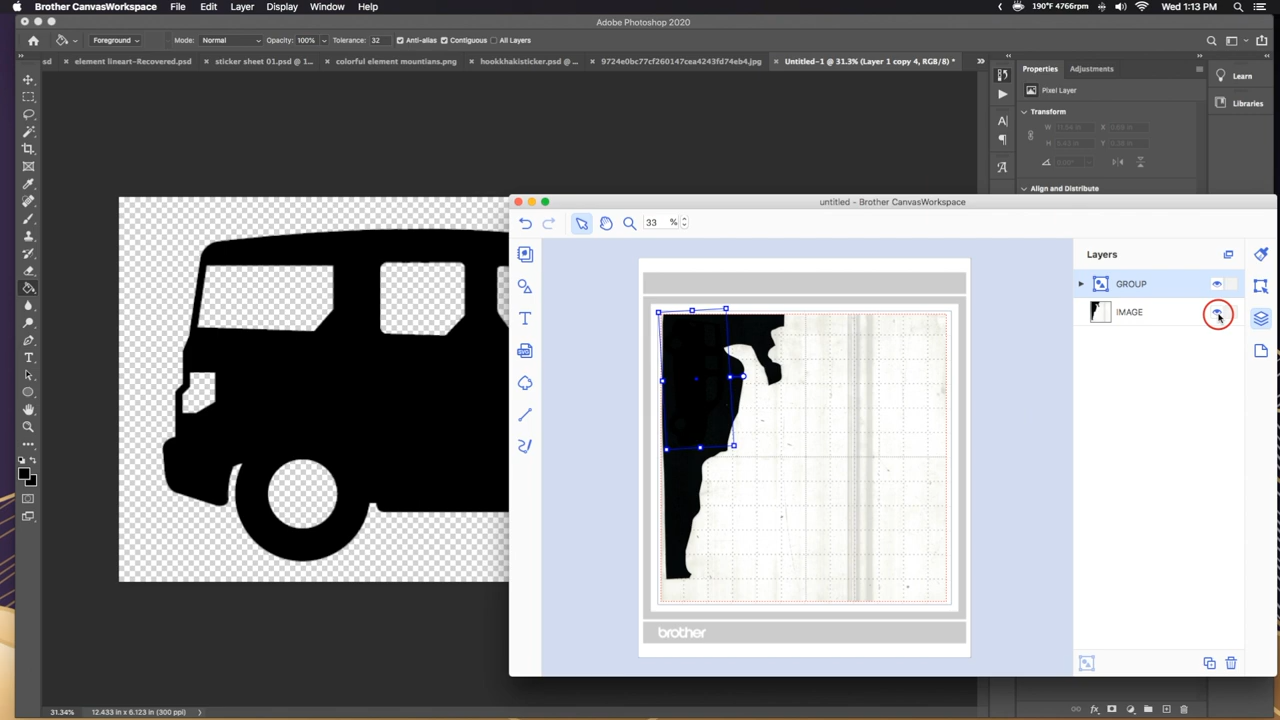 Brother CanvasWorkspace File Edit Layer Display Window Help 190°F 4766rpm Wed 1:13 PM
Adobe Photoshop 2020
Foreground Mode: Normal Opacity: 100% Tolerance: 32 Anti-alias Contiguous All Layers
sd × element lineart-Recovered.png × sticker sheet 01.psd @ 1... × colorful element mountians.png × hookkhakisticker.psd @ ... × 9724e0bc77cf260147cea4243fd74eb4.jpg × Untitled-1 @ 31.3% (Layer 1 copy 4, RGB/8) *
Properties Adjustments
Learn
Pixel Layer
Libraries
Transform
Align and Distribute
untitled - Brother CanvasWorkspace
33 %
Layers
GROUP
IMAGE
SVG
brother
31.34% 12.433 in x 6.123 in (300 ppi)